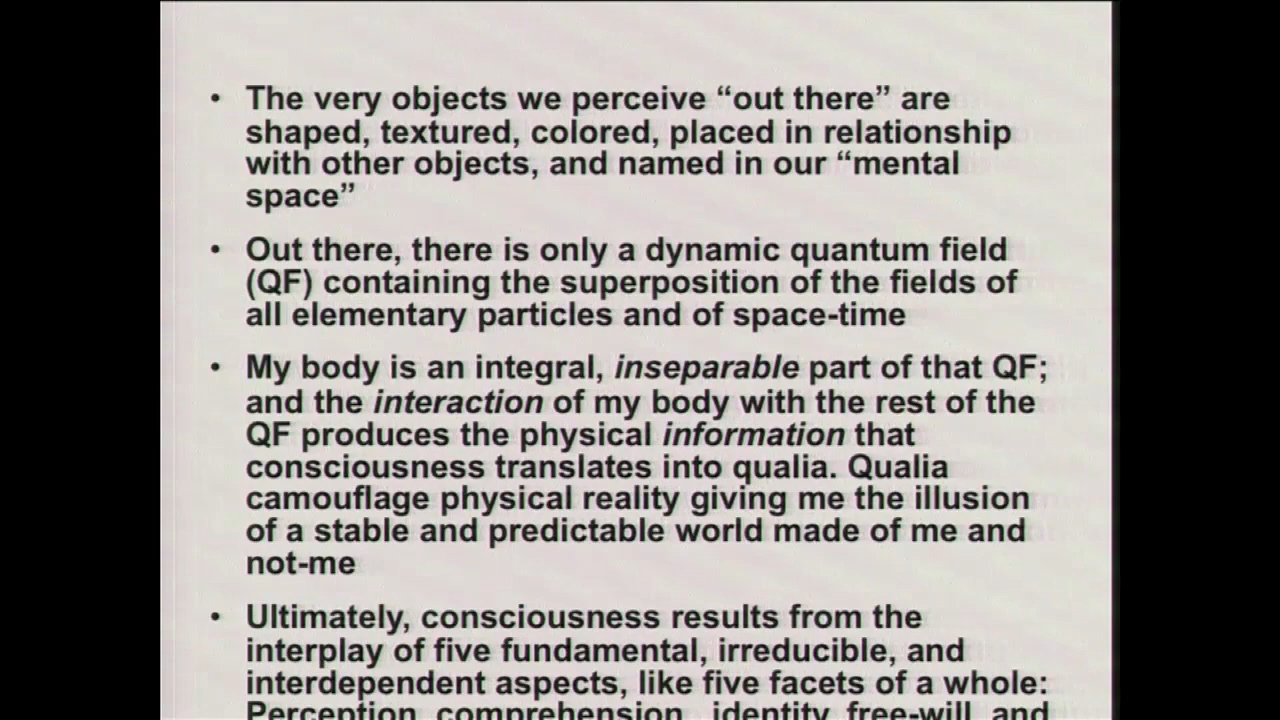 • The very objects we perceive “out there” are
shaped, textured, colored, placed in relationship
with other objects, and named in our “mental
space”
• Out there, there is only a dynamic quantum field
(QF) containing the superposition of the fields of
all elementary particles and of space-time
• My body is an integral, inseparable part of that QF;
and the interaction of my body with the rest of the
QF produces the physical information that
consciousness translates into qualia. Qualia
camouflage physical reality giving me the illusion
of a stable and predictable world made of me and
not-me
• Ultimately, consciousness results from the
interplay of five fundamental, irreducible, and
interdependent aspects, like five facets of a whole:
Perception, comprehension, identity, free-will, and